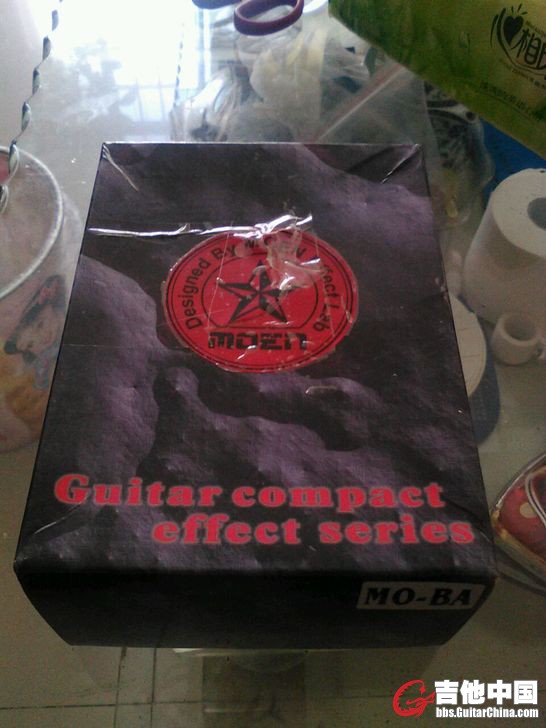 相
Designed By MOEN Effect Lab
MOEN
Guitar compact
effect series
MO-BA
吉他中国
bbs.GuitarChina.com